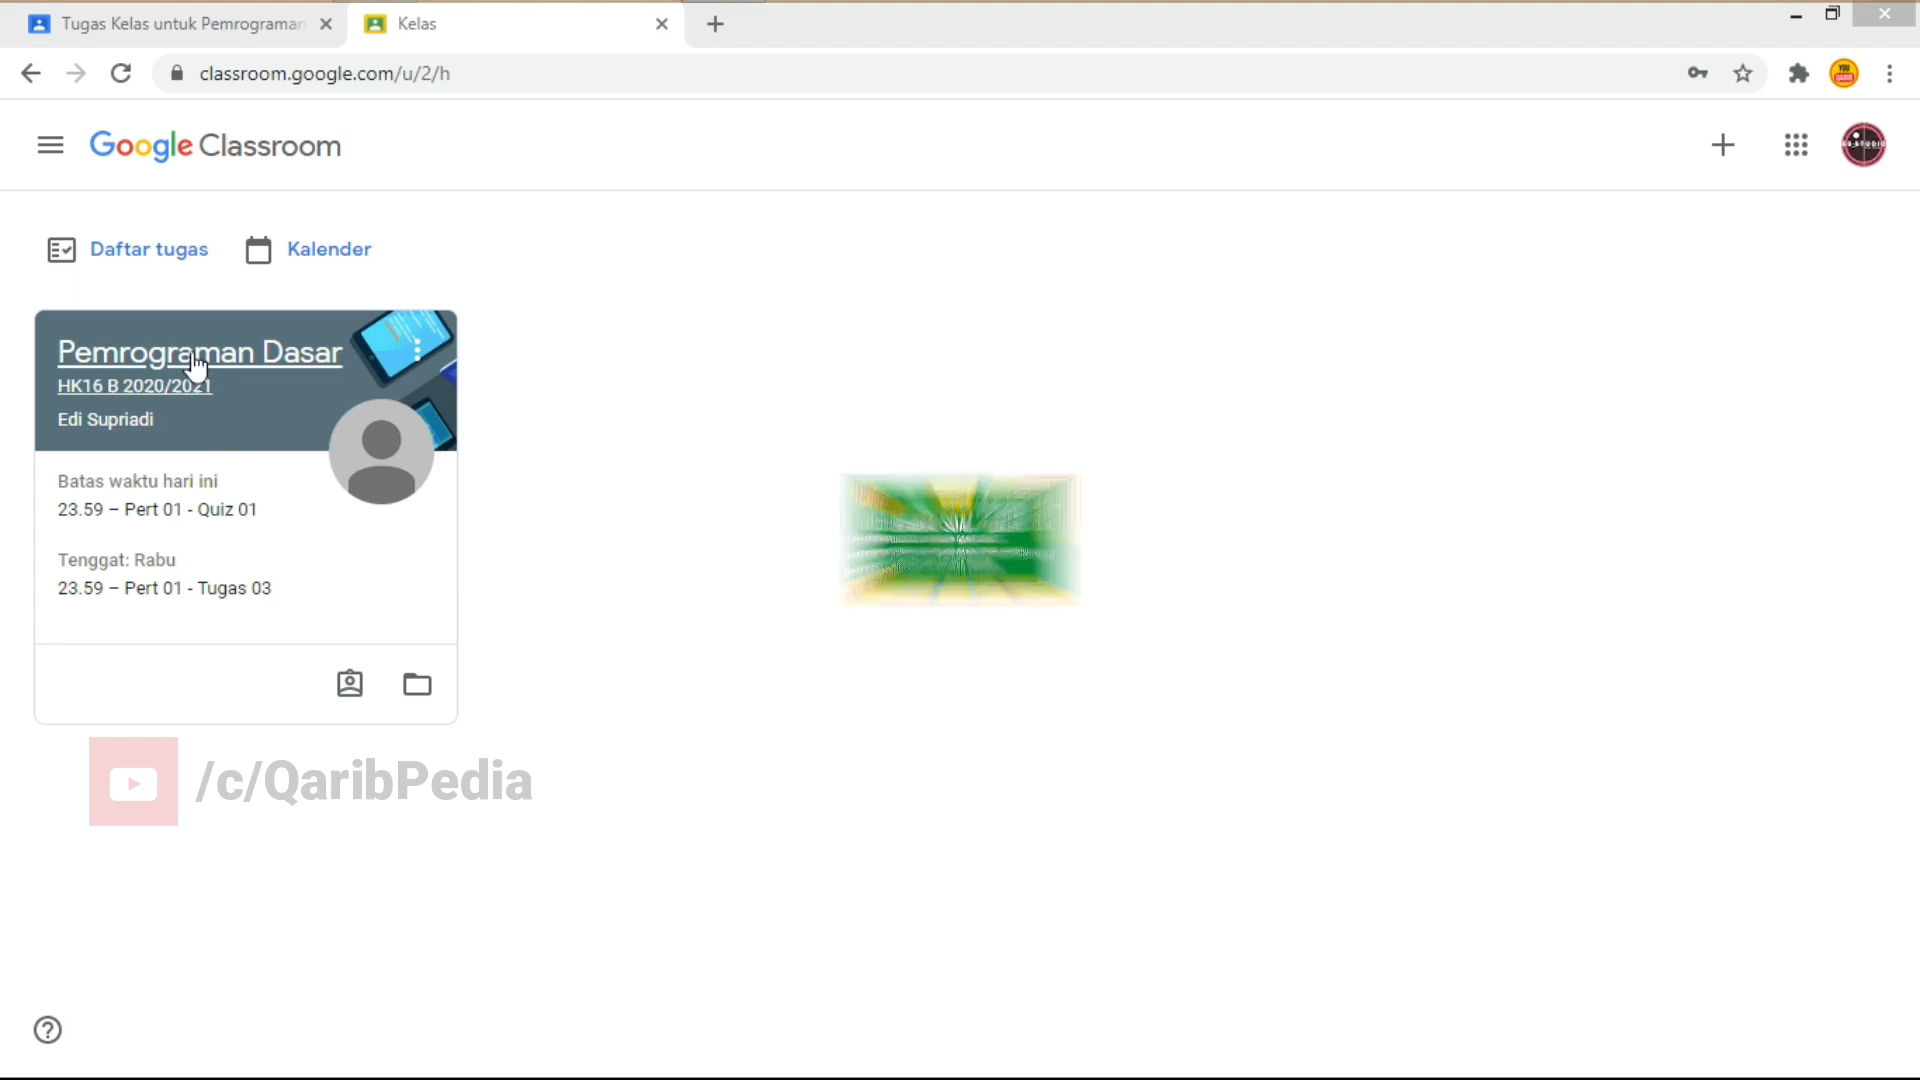 Tugas Kelas untuk Pemrograman
Kelas
classroom.google.com/u/2/h
Google Classroom
Daftar tugas
Kalender
Pemrograman Dasar
HK16 B 2020/2021
Edi Supriadi
Batas waktu hari ini
23.59 – Pert 01 - Quiz 01
Tenggat: Rabu
23.59 – Pert 01 - Tugas 03
/c/QaribPedia